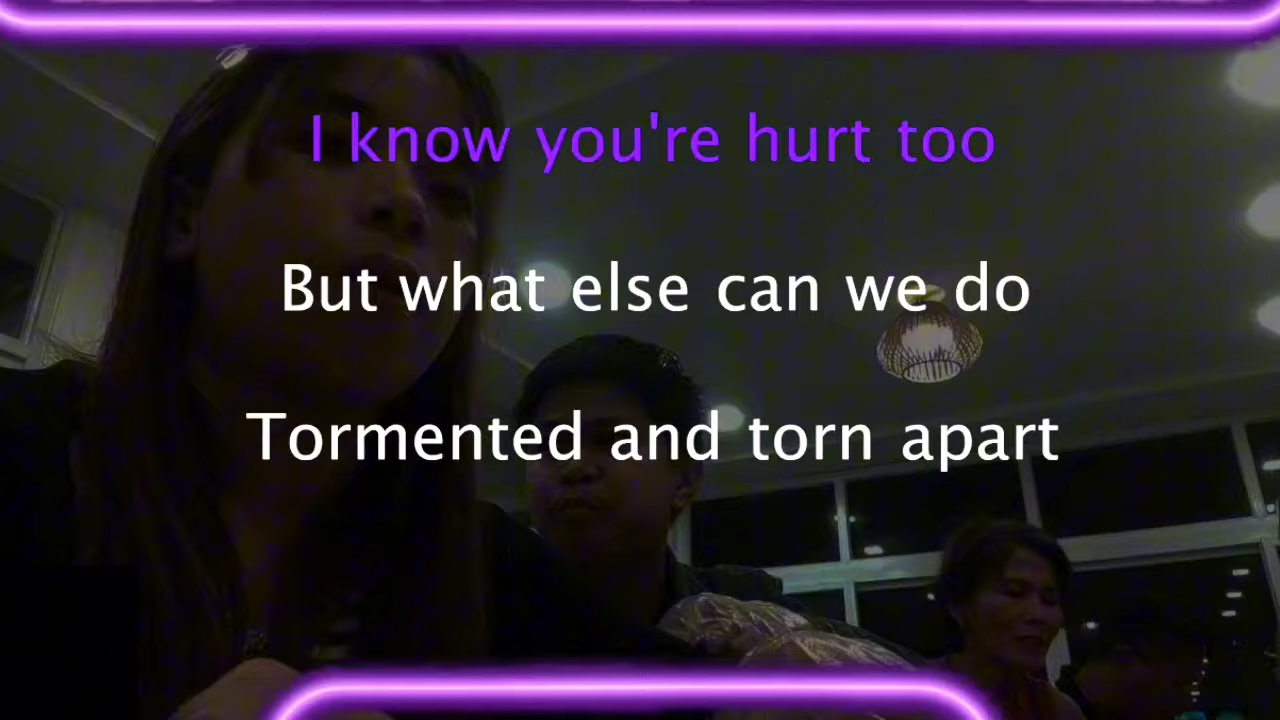 I know you're hurt too
But what else can we do
Tormented and torn apart